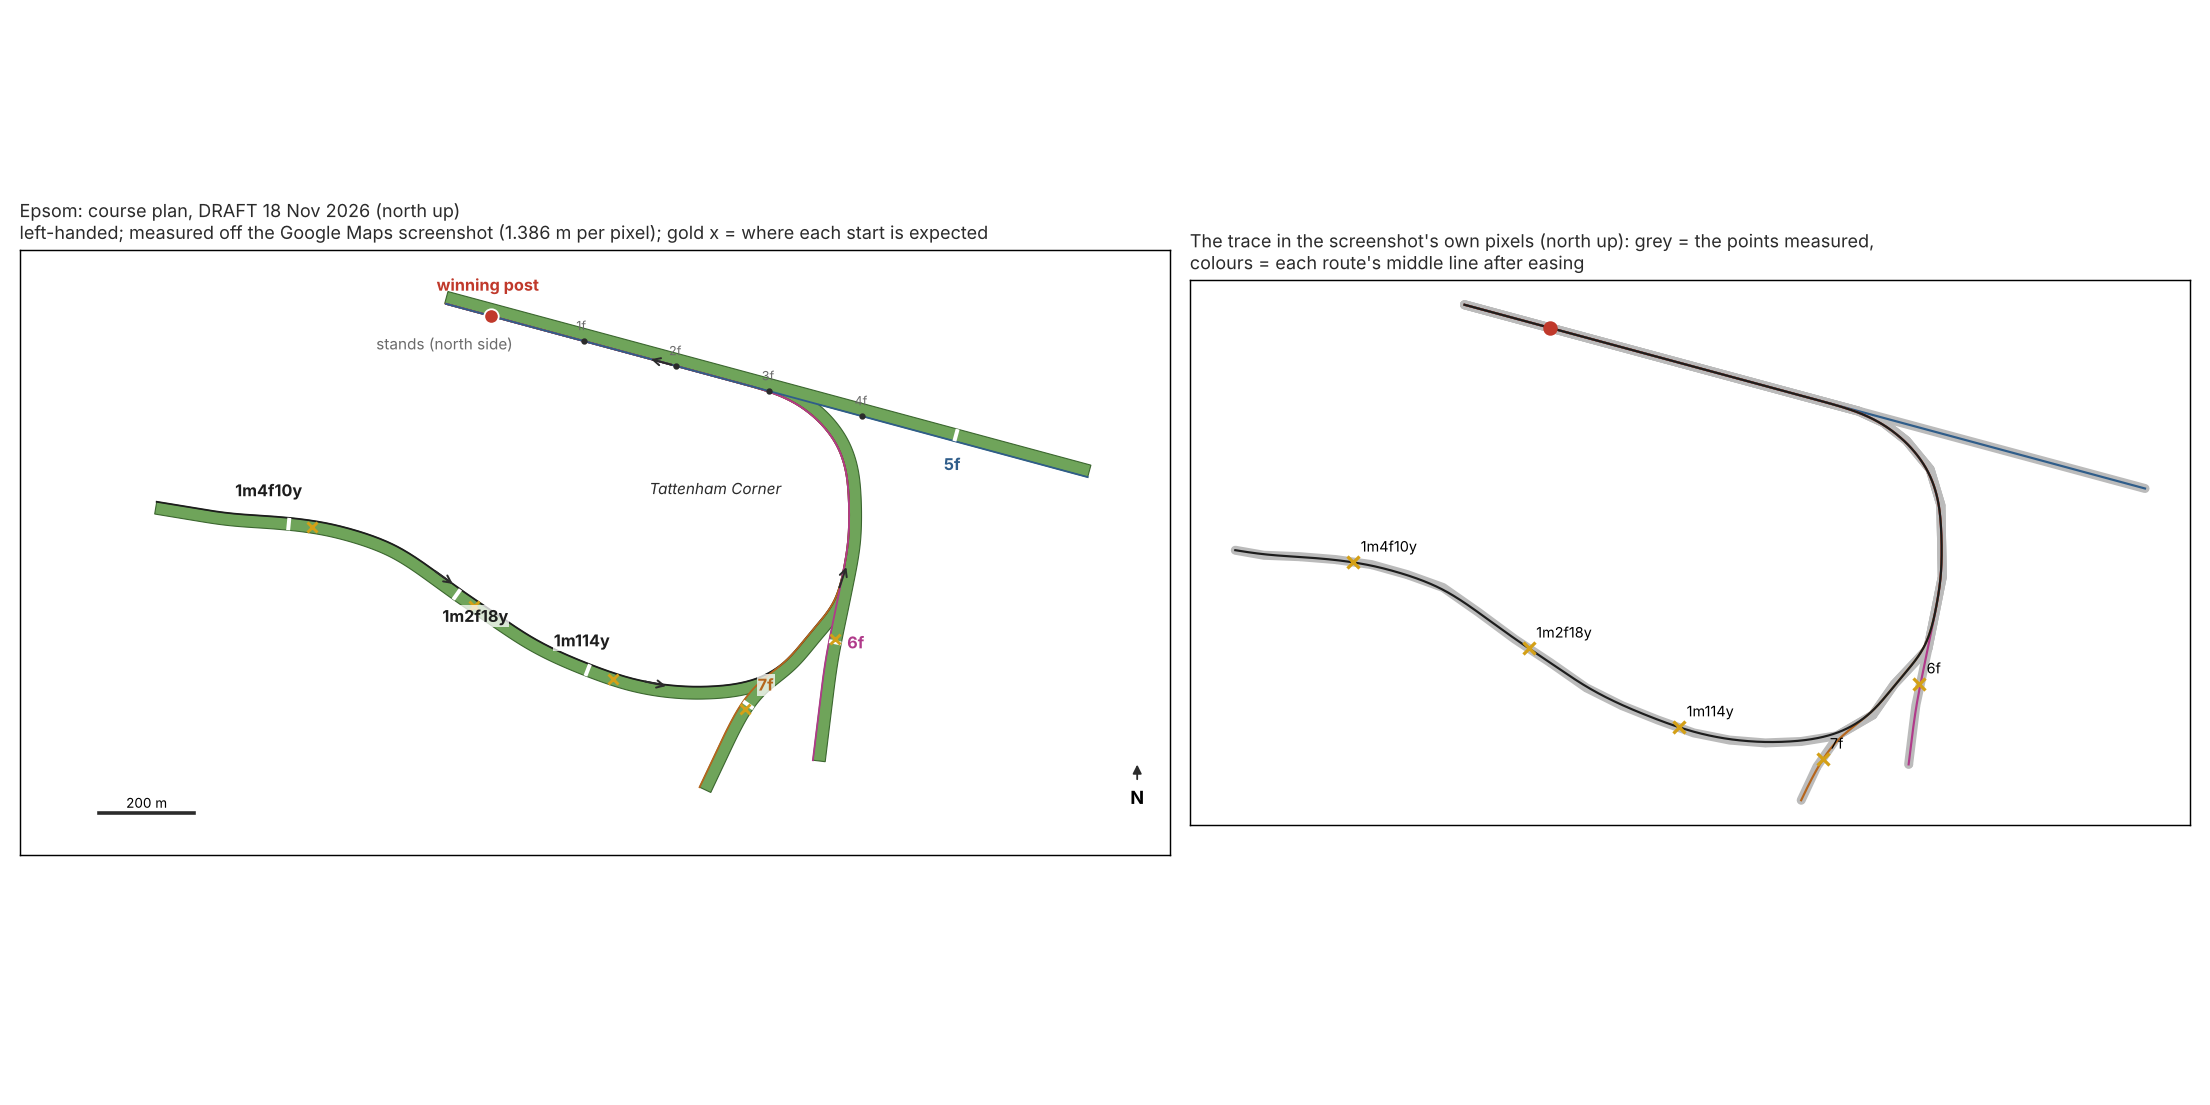 Epsom: course plan, DRAFT 18 Nov 2026 (north up)
left-handed; measured off the Google Maps screenshot (1.386 m per pixel); gold x = where each start is expected
winning post
1f
stands (north side)
2f
3f
4f
5f
Tattenham Corner
1m4f10y
1m2f18y
1m114y
6f
7f
200 m
N
The trace in the screenshot's own pixels (north up): grey = the points measured,
colours = each route's middle line after easing
1m4f10y
1m2f18y
6f
1m114y
7f